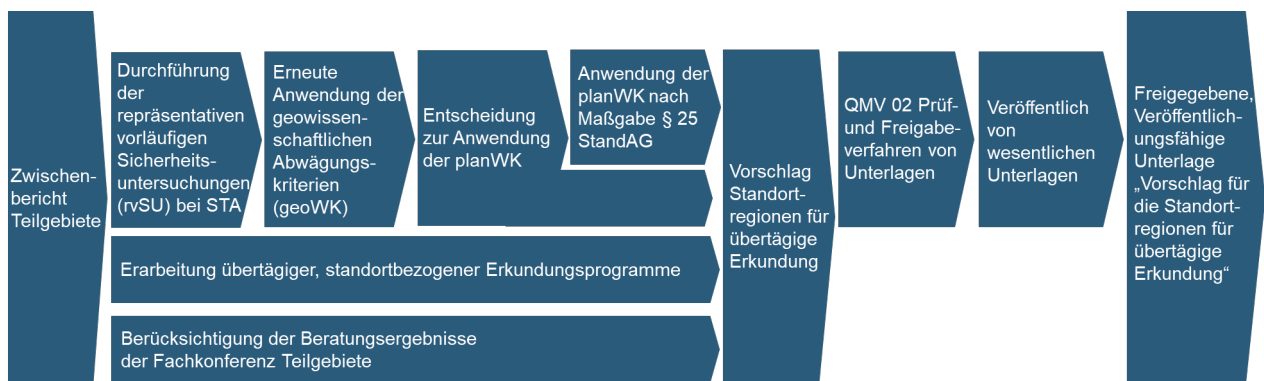 Zwischen-
bericht
Teilgebiete
Durchführung
der
repräsentativen
vorläufigen
Sicherheits-
untersuchungen
(rvSU) bei STA
Erneute
Anwendung der
geowissen-
schaftlichen
Abwägungs-
kriterien
(geoWK)
Entscheidung
zur Anwendung
der planWK
Anwendung der
planWK nach
Maßgabe § 25
StandAG
Erarbeitung übertägiger, standortbezogener Erkundungsprogramme
Berücksichtigung der Beratungsergebnisse
der Fachkonferenz Teilgebiete
Vorschlag
Standort-
regionen für
übertägige
Erkundung
QMV 02 Prüf-
und Freigabe-
verfahren von
Unterlagen
Veröffentlich
von
wesentlichen
Unterlagen
Freigegebene,
Veröffentlich-
ungsfähige
Unterlage
„Vorschlag für
die Standort-
regionen für
übertägige
Erkundung“